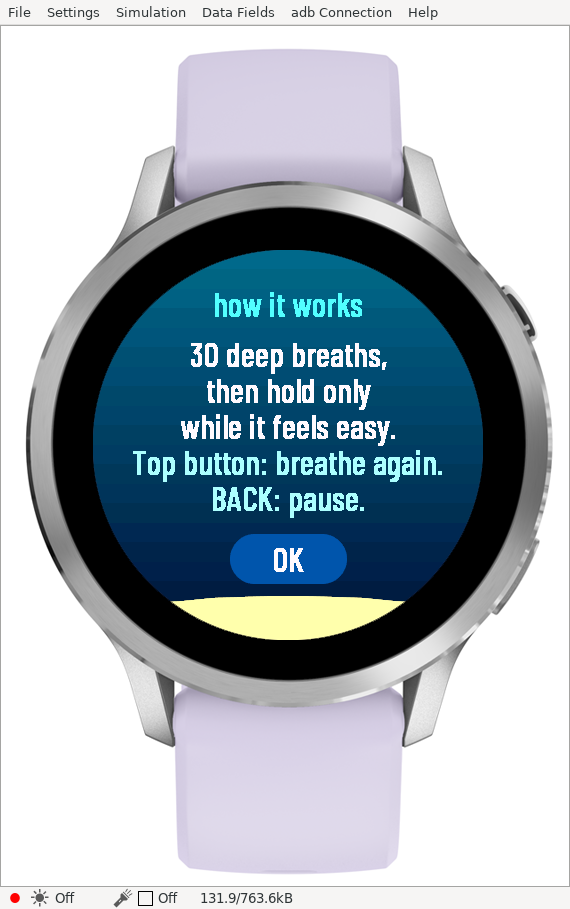 File Settings Simulation Data Fields adb Connection Help
how it works
30 deep breaths,
then hold only
while it feels easy.
Top button: breathe again.
BACK: pause.
OK
Off Off 131.9/763.6kB